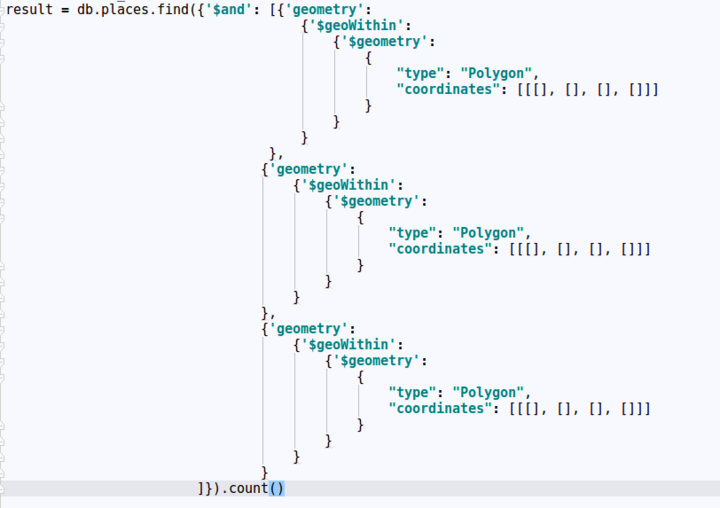 result = db.places.find({'$and': [{'geometry':
{'$geoWithin':
{'$geometry':
{
"type": "Polygon",
"coordinates": [[[], [], [], []]]
}
}
}
},
{'geometry':
{'$geoWithin':
{'$geometry':
{
"type": "Polygon",
"coordinates": [[[], [], [], []]]
}
}
}
},
{'geometry':
{'$geoWithin':
{'$geometry':
{
"type": "Polygon",
"coordinates": [[[], [], [], []]]
}
}
}
}
]}).count()